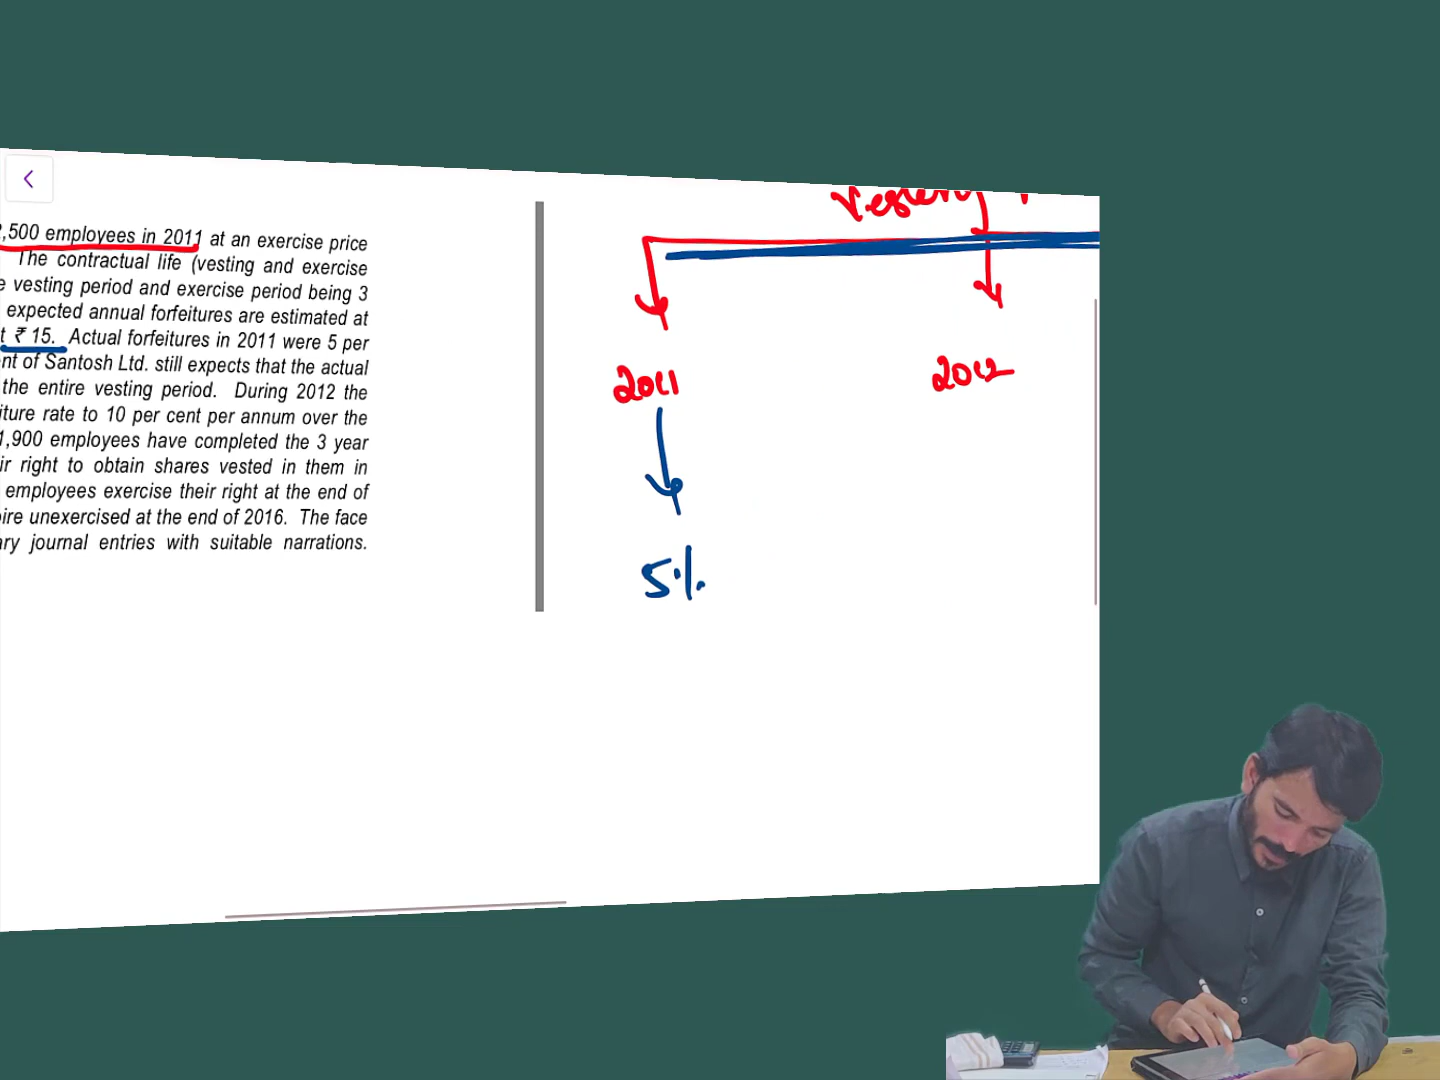 ,500 employees in 2011 at an exercise price
The contractual life (vesting and exercise
e vesting period and exercise period being 3
expected annual forfeitures are estimated at
t ₹ 15. Actual forfeitures in 2011 were 5 per
nt of Santosh Ltd. still expects that the actual
the entire vesting period. During 2012 the
iture rate to 10 per cent per annum over the
1,900 employees have completed the 3 year
ir right to obtain shares vested in them in
employees exercise their right at the end of
ire unexercised at the end of 2016. The face
ary journal entries with suitable narrations.
2011
2012
5%